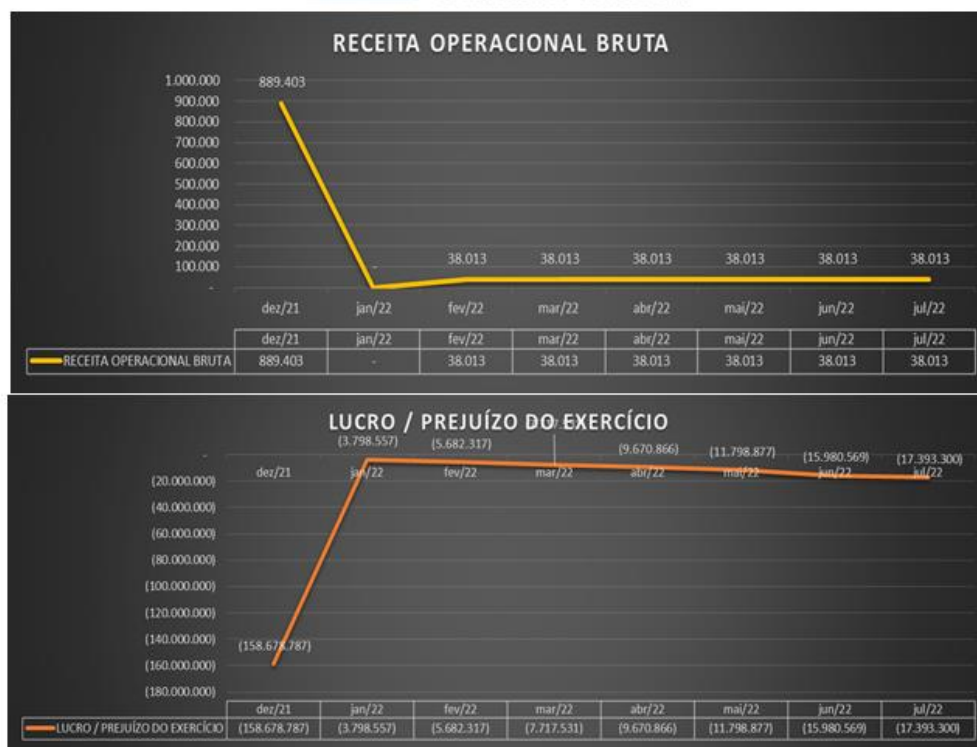 RECEITA OPERACIONAL BRUTA
1.000.000
900.000
800.000
700.000
600.000
500.000
400.000
300.000
200.000
100.000
-
889.403 - 38.013 38.013 38.013 38.013 38.013 38.013
dez/21 jan/22 fev/22 mar/22 abr/22 mai/22 jun/22 jul/22
dez/21 jan/22 fev/22 mar/22 abr/22 mai/22 jun/22 jul/22
RECEITA OPERACIONAL BRUTA 889.403 - 38.013 38.013 38.013 38.013 38.013 38.013
LUCRO / PREJUÍZO DO EXERCÍCIO
(3.798.557) (5.682.317) (9.670.866) (11.798.877) (15.980.569) (17.393.300)
-
dez/21 jan/22 fev/22 mar/22 abr/22 mai/22 jun/22 jul/22
(20.000.000)
(40.000.000)
(60.000.000)
(80.000.000)
(100.000.000)
(120.000.000)
(140.000.000)
(158.678.787)
(160.000.000)
(180.000.000)
dez/21 jan/22 fev/22 mar/22 abr/22 mai/22 jun/22 jul/22
LUCRO / PREJUÍZO DO EXERCÍCIO (158.678.787) (3.798.557) (5.682.317) (7.717.531) (9.670.866) (11.798.877) (15.980.569) (17.393.300)